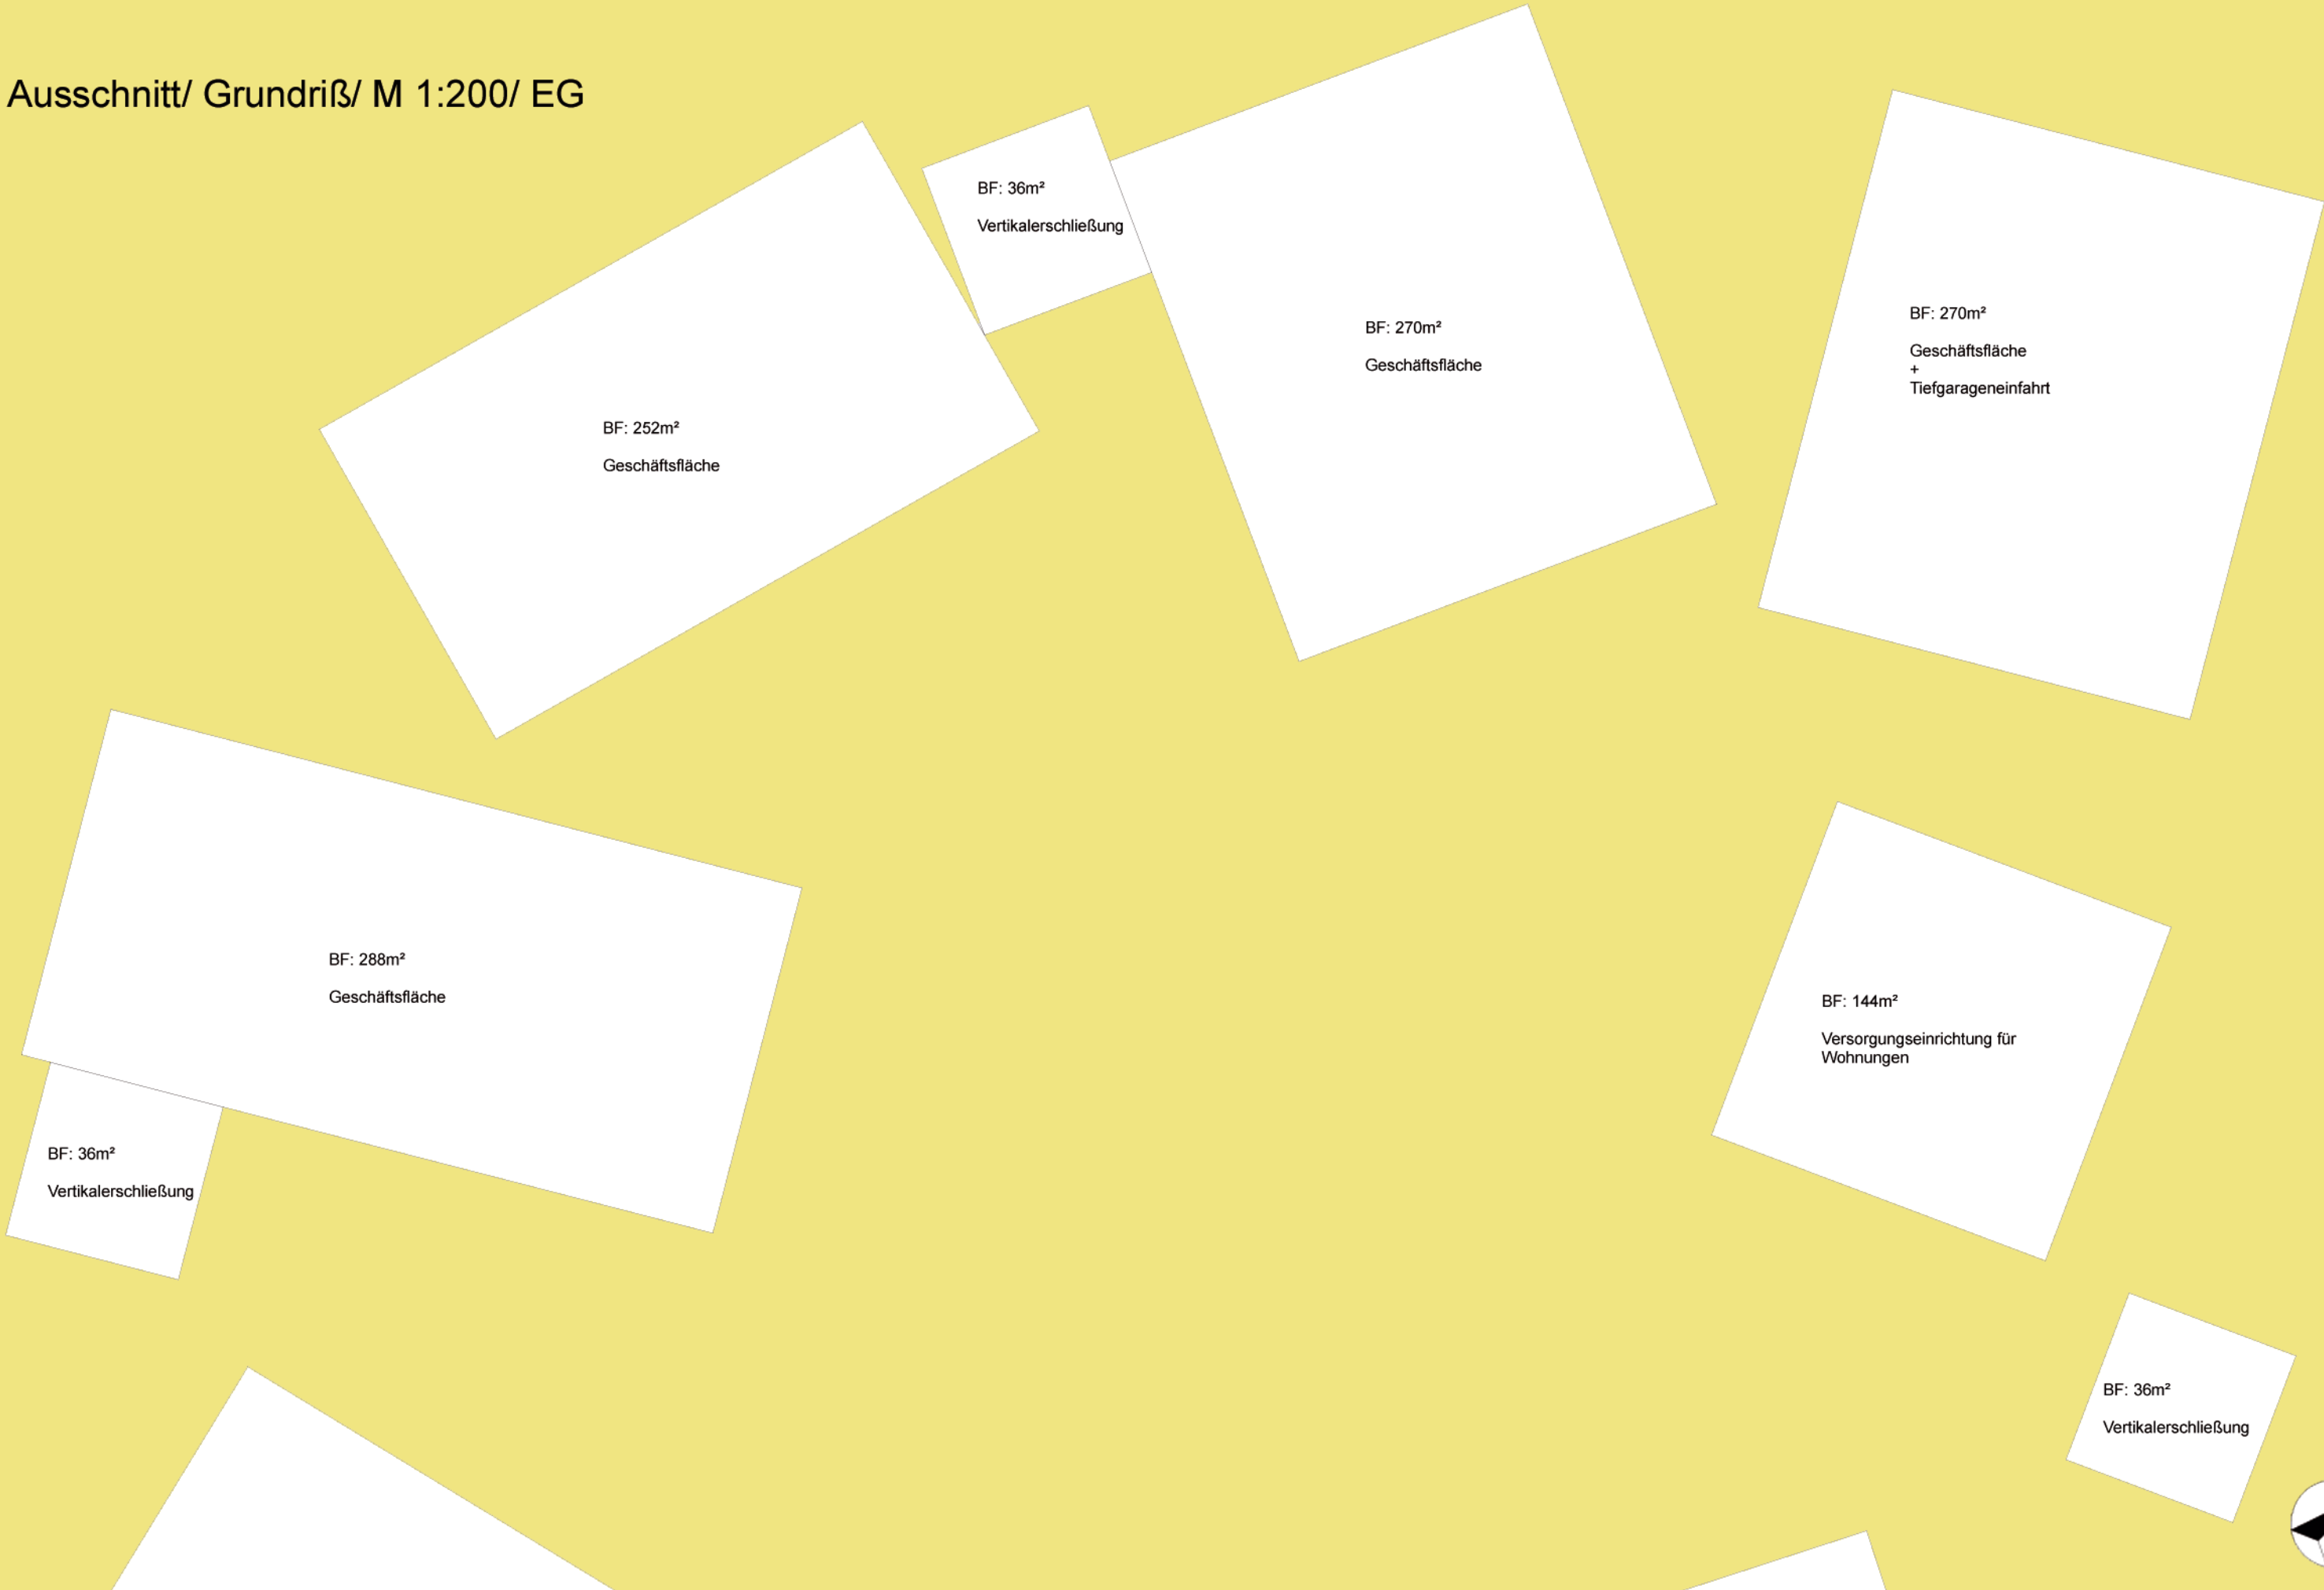 Ausschnitt/ Grundriß/ M 1:200/ EG
BF: 36m²
Vertikalerschließung
BF: 270m²
Geschäftsfläche
BF: 270m²
Geschäftsfläche
+
Tiefgarageneinfahrt
BF: 252m²
Geschäftsfläche
BF: 288m²
Geschäftsfläche
BF: 144m²
Versorgungseinrichtung für
Wohnungen
BF: 36m²
Vertikalerschließung
BF: 36m²
Vertikalerschließung